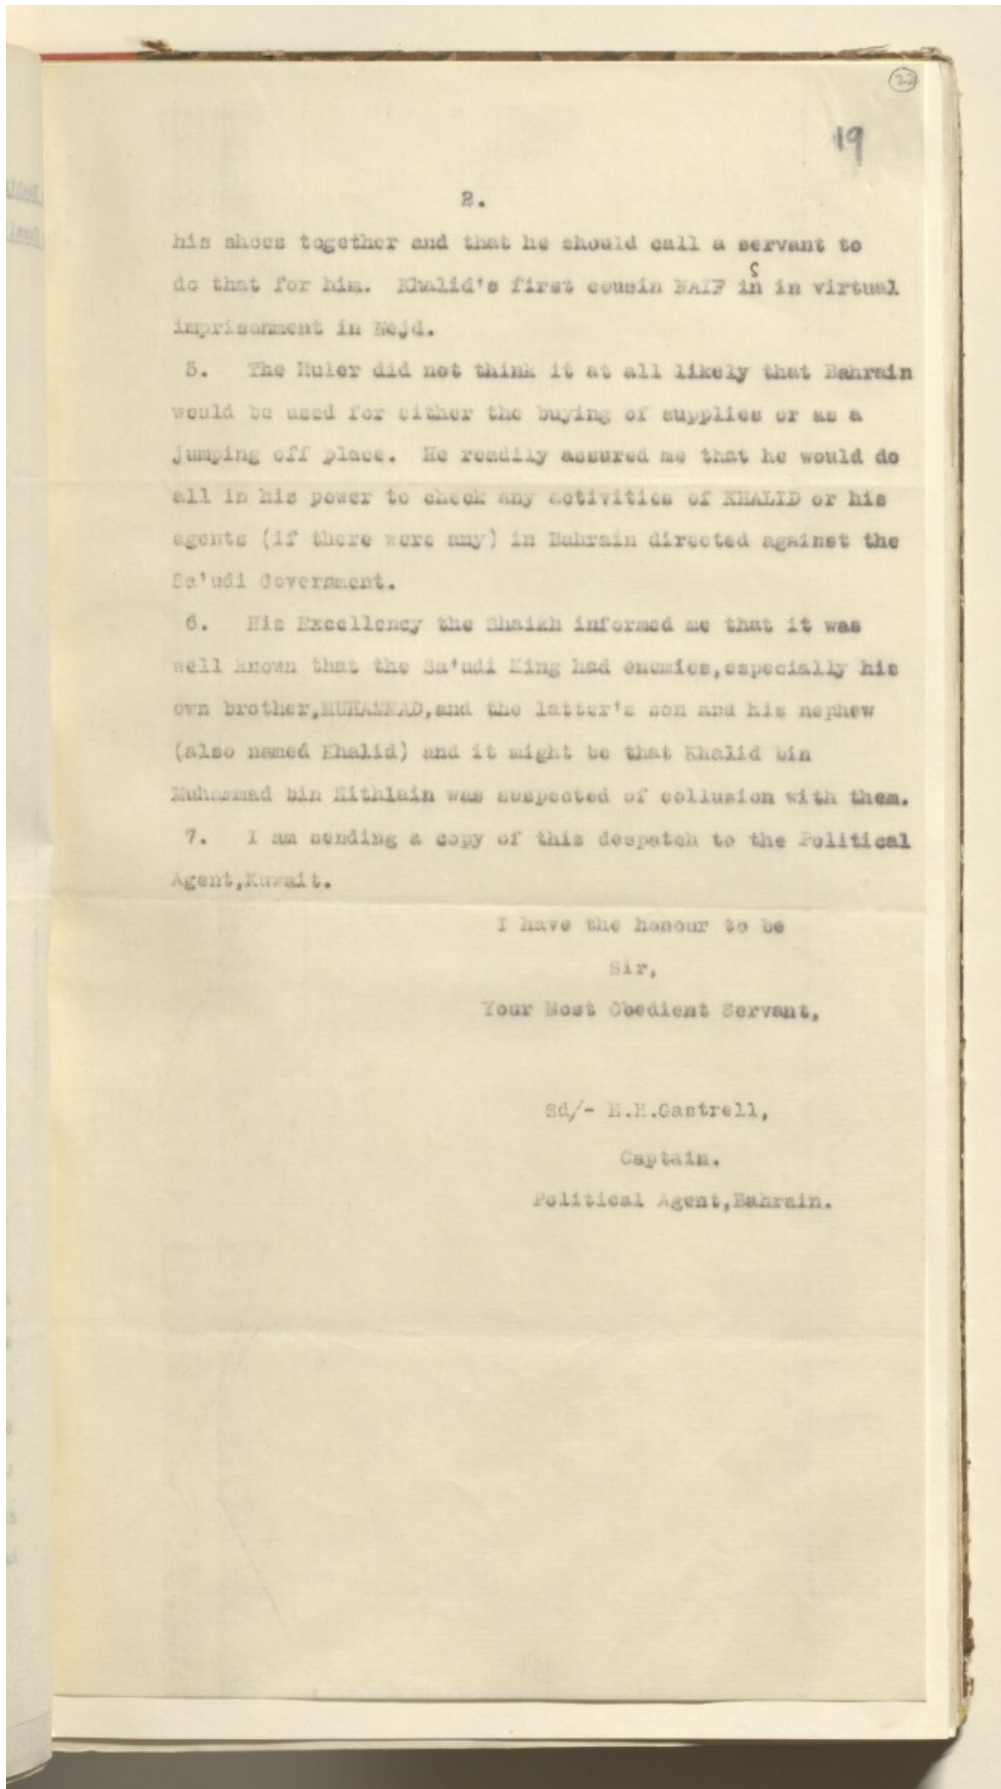 22
19
2.
his shoes together and that he should call a servant to
s
do that for him. Khalid's first cousin NAIF in in virtual
imprisonment in Nejd.
5. The Ruler did not think it at all likely that Bahrain
would be used for either the buying of supplies or as a
jumping off place. He readily assured me that he would do
all in his power to check any activities of KHALID or his
agents (if there were any) in Bahrain directed against the
Sa'udi Government.
6. His Excellency the Shaikh informed me that it was
well known that the Sa'udi King had enemies,especially his
own brother,MUHAMMAD,and the latter's son and his nephew
(also named Khalid) and it might be that Khalid bin
Muhammad bin Hithlain was suspected of collusion with them.
7. I am sending a copy of this despatch to the Political
Agent,Kuwait.
I have the honour to be
Sir,
Your Most Obedient Servant,
Sd/- E.H.Gastrell,
Captain.
Political Agent,Bahrain.